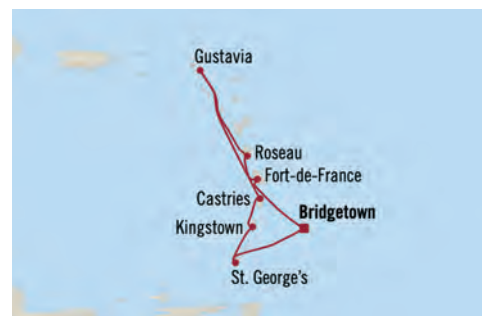 Gustavia
Roseau
Fort-de-France
Castries
Bridgetown
Kingstown
St. George's